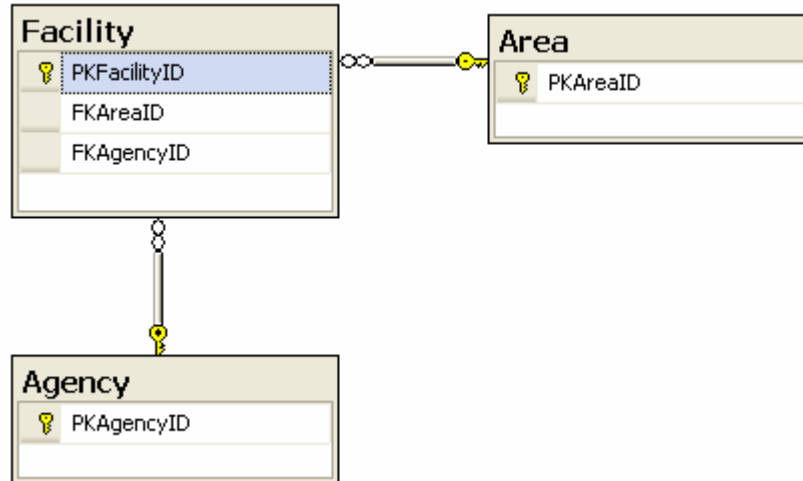 Facility
PKFacilityID
FKAreaID
FKAgencyID
Area
PKAreaID
Agency
PKAgencyID